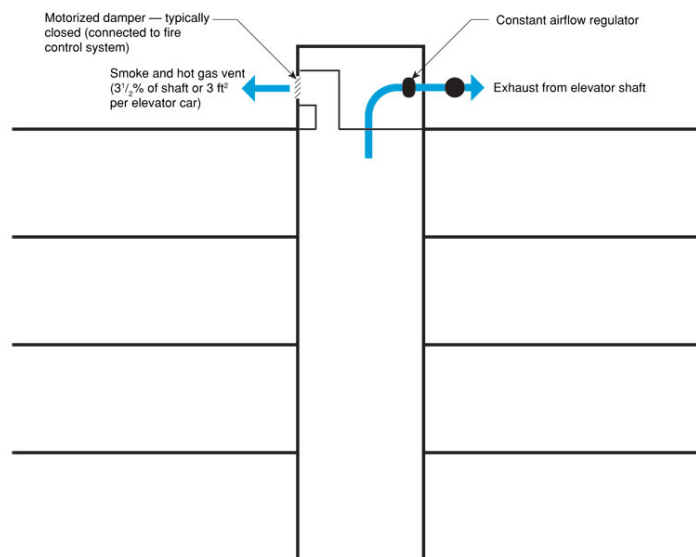 Motorized damper — typically
closed (connected to fire
control system)
Smoke and hot gas vent
(3¹/₂% of shaft or 3 ft²
per elevator car)
Constant airflow regulator
Exhaust from elevator shaft